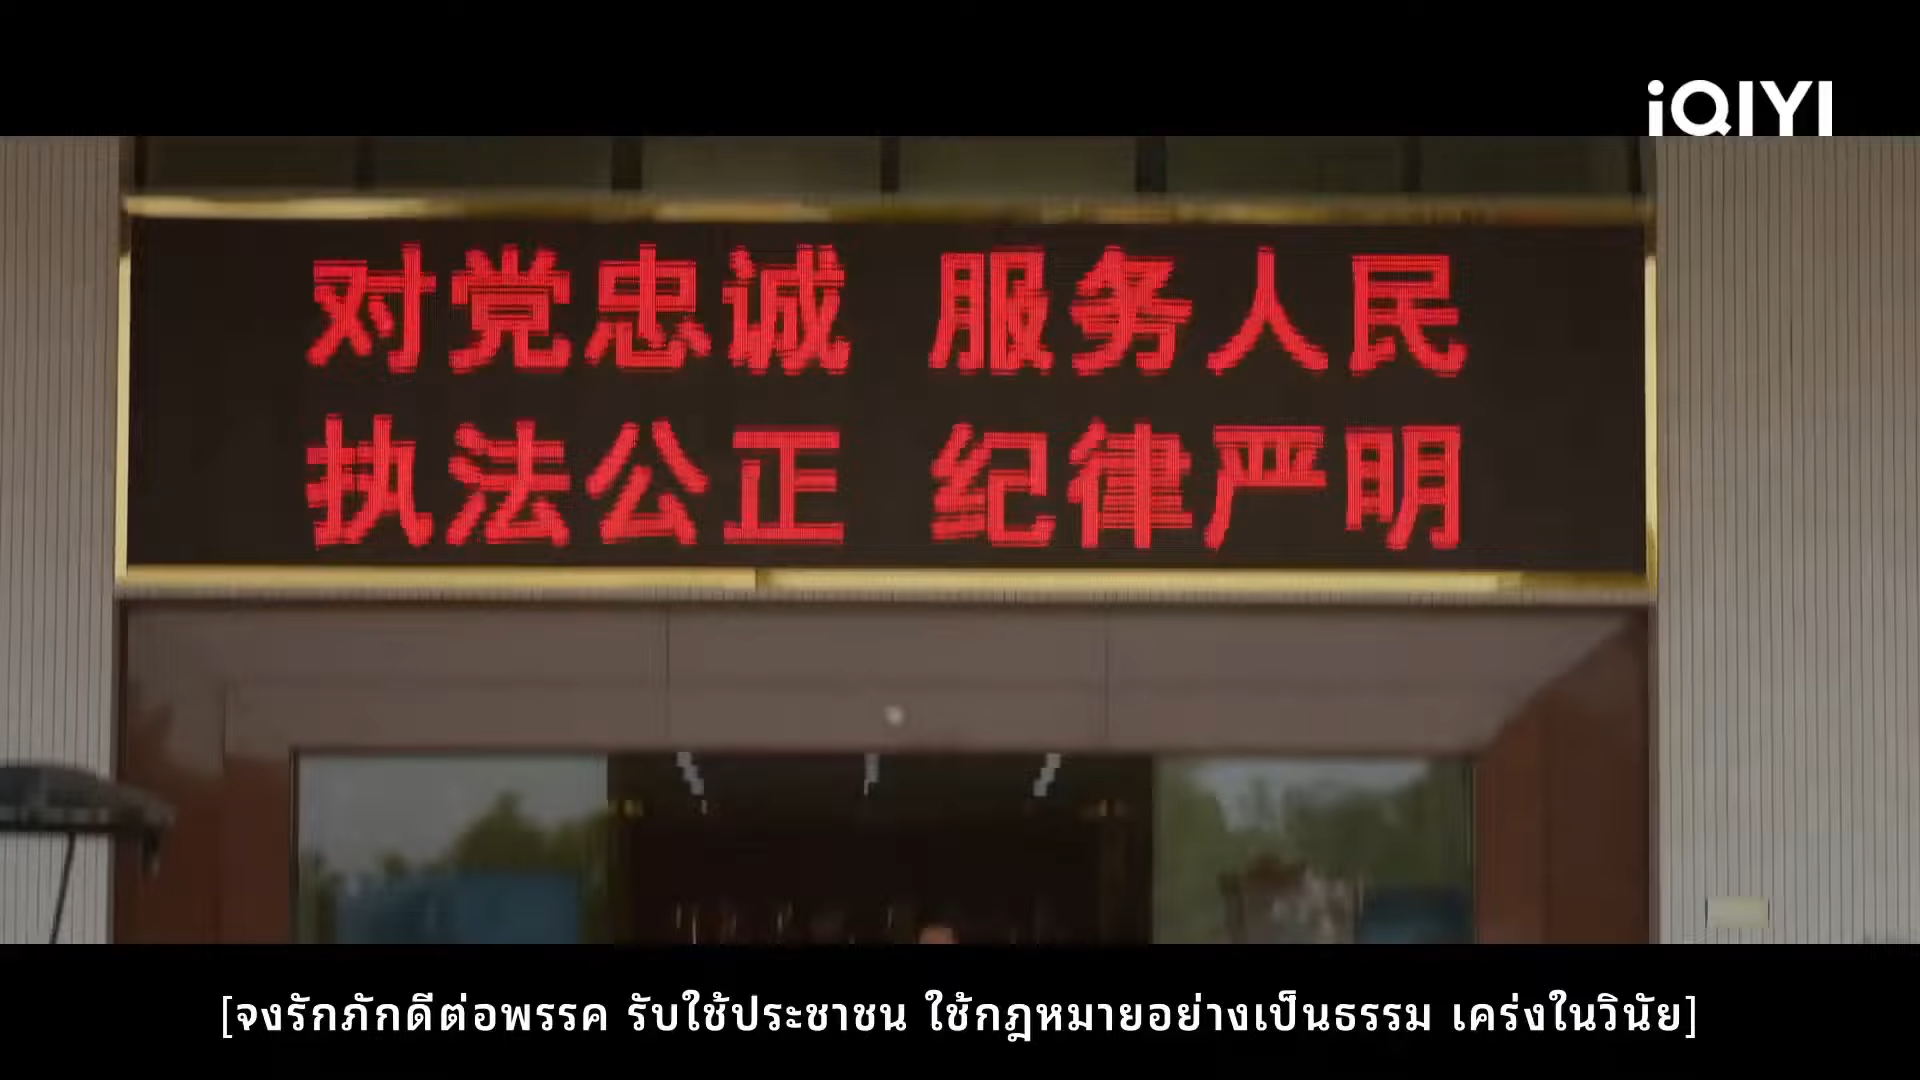 iQIYI
对党忠诚 服务人民
执法公正 纪律严明
[จงรักภักดีต่อพรรค รับใช้ประชาชน ใช้กฎหมายอย่างเป็นธรรม เคร่งในวินัย]